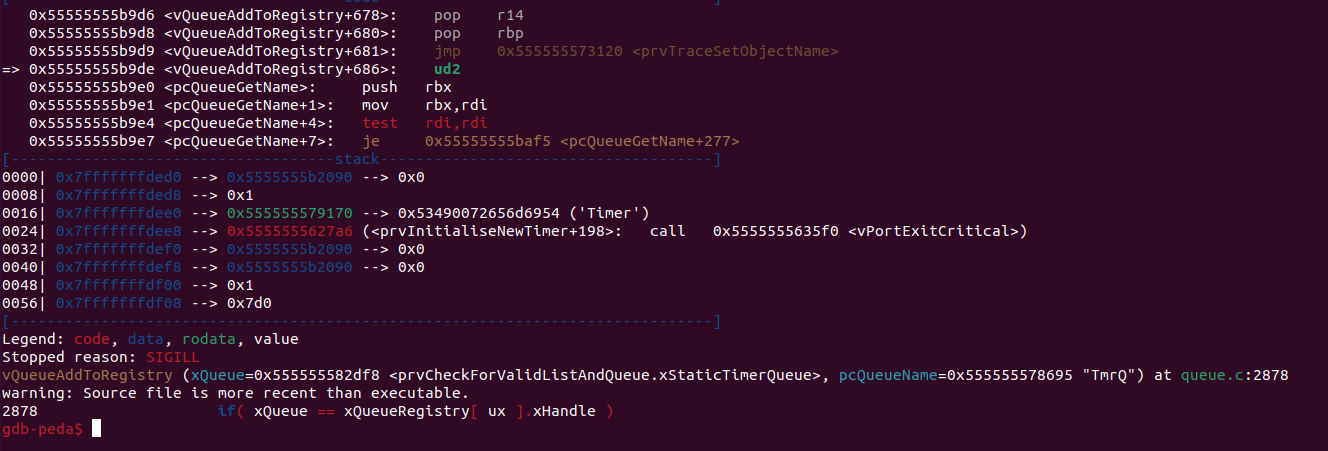 [-------------------------------------code-------------------------------------]
   0x55555555b9d6 <vQueueAddToRegistry+678>:	pop    r14
   0x55555555b9d8 <vQueueAddToRegistry+680>:	pop    rbp
   0x55555555b9d9 <vQueueAddToRegistry+681>:	jmp    0x555555573120 <prvTraceSetObjectName>
=> 0x55555555b9de <vQueueAddToRegistry+686>:	ud2
   0x55555555b9e0 <pcQueueGetName>:	push   rbx
   0x55555555b9e1 <pcQueueGetName+1>:	mov    rbx,rdi
   0x55555555b9e4 <pcQueueGetName+4>:	test   rdi,rdi
   0x55555555b9e7 <pcQueueGetName+7>:	je     0x55555555baf5 <pcQueueGetName+277>
[------------------------------------stack-------------------------------------]
0000| 0x7fffffffded0 --> 0x5555555b2090 --> 0x0
0008| 0x7fffffffded8 --> 0x1
0016| 0x7fffffffdee0 --> 0x555555579170 --> 0x53490072656d6954 ('Timer')
0024| 0x7fffffffdee8 --> 0x5555555627a6 (<prvInitialiseNewTimer+198>:	call   0x5555555635f0 <vPortExitCritical>)
0032| 0x7fffffffdef0 --> 0x5555555b2090 --> 0x0
0040| 0x7fffffffdef8 --> 0x5555555b2090 --> 0x0
0048| 0x7fffffffdf00 --> 0x1
0056| 0x7fffffffdf08 --> 0x7d0
[------------------------------------------------------------------------------]
Legend: code, data, rodata, value
Stopped reason: SIGILL
vQueueAddToRegistry (xQueue=0x555555582df8 <prvCheckForValidListAndQueue.xStaticTimerQueue>, pcQueueName=0x555555578695 "TmrQ") at queue.c:2878
warning: Source file is more recent than executable.
2878	            if( xQueue == xQueueRegistry[ ux ].xHandle )
gdb-peda$